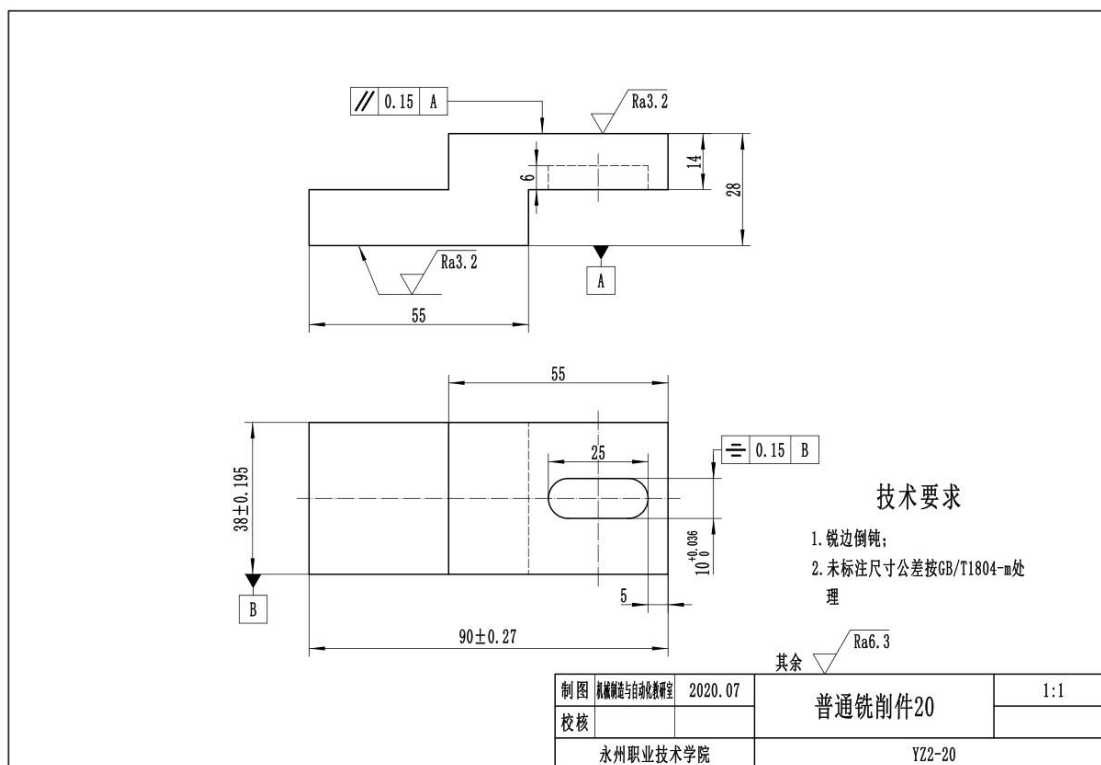 ⫽ 0.15 A
Ra3.2
6
14
28
Ra3.2
A
55
55
25
⌯ 0.15 B
38±0.195
10 +0.036 0
B
5
90±0.27
技术要求
1.锐边倒钝;
2.未标注尺寸公差按GB/T1804-m处
理
其余 Ra6.3
制图 机械制造与自动化教研室 2020.07 普通铣削件20 1:1
校核
永州职业技术学院 YZ2-20